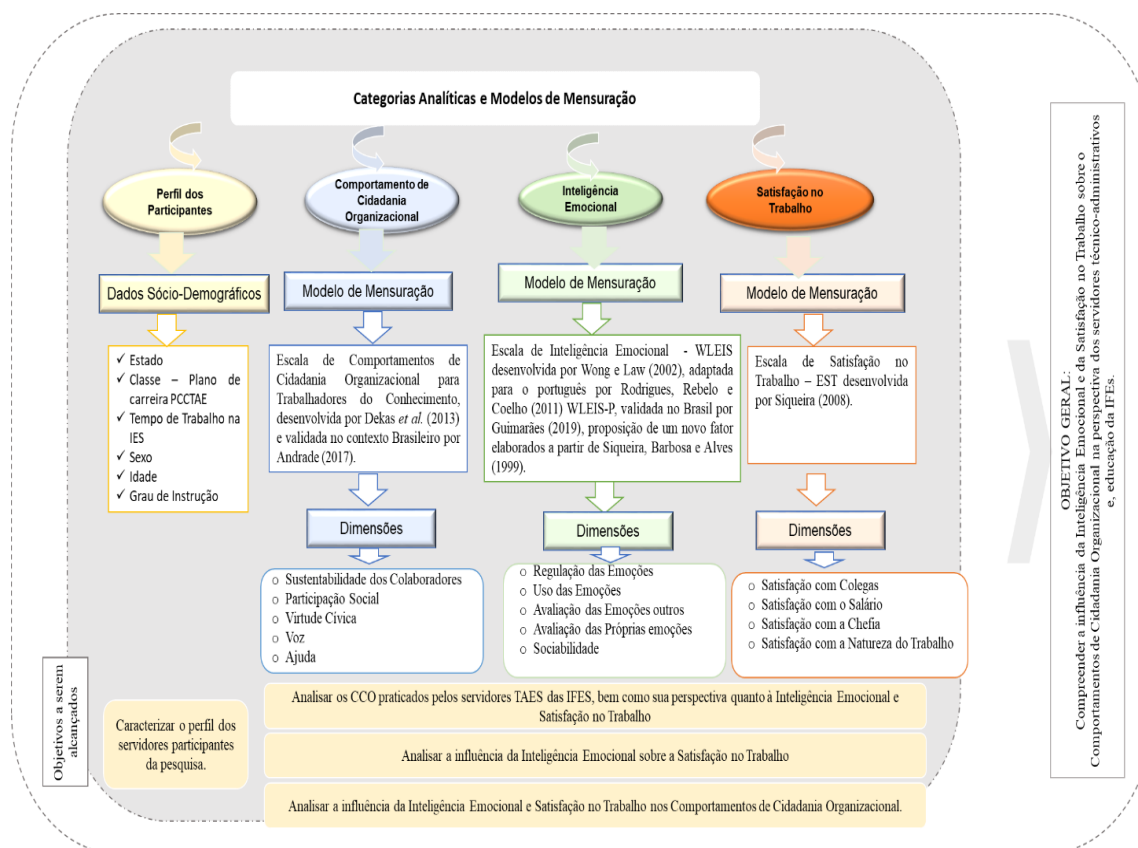 Categorias Analíticas e Modelos de Mensuração
Perfil dos
Participantes
Comportamento de
Cidadania
Organizacional
Inteligência
Emocional
Satisfação no
Trabalho
Dados Sócio-Demográficos
Modelo de Mensuração
Modelo de Mensuração
Modelo de Mensuração
✓ Estado
✓ Classe – Plano de
carreira PCCTAE
✓ Tempo de Trabalho na
IES
✓ Sexo
✓ Idade
✓ Grau de Instrução
Escala de Comportamentos de
Cidadania Organizacional para
Trabalhadores do Conhecimento,
desenvolvida por Dekas et al. (2013)
e validada no contexto Brasileiro por
Andrade (2017).
Escala de Inteligência Emocional - WLEIS
desenvolvida por Wong e Law (2002), adaptada
para o português por Rodrigues, Rebelo e
Coelho (2011) WLEIS-P, validada no Brasil por
Guimarães (2019), proposição de um novo fator
elaborados a partir de Siqueira, Barbosa e Alves
(1999).
Escala de Satisfação no
Trabalho – EST desenvolvida
por Siqueira (2008).
Dimensões
Dimensões
Dimensões
o Sustentabilidade dos Colaboradores
o Participação Social
o Virtude Cívica
o Voz
o Ajuda
o Regulação das Emoções
o Uso das Emoções
o Avaliação das Emoções outros
o Avaliação das Próprias emoções
o Sociabilidade
o Satisfação com Colegas
o Satisfação com o Salário
o Satisfação com a Chefia
o Satisfação com a Natureza do Trabalho
Objetivos a serem
alcançados
Caracterizar o perfil dos
servidores participantes
da pesquisa.
Analisar os CCO praticados pelos servidores TAES das IFES, bem como sua perspectiva quanto à Inteligência Emocional e
Satisfação no Trabalho
Analisar a influência da Inteligência Emocional sobre a Satisfação no Trabalho
Analisar a influência da Inteligência Emocional e Satisfação no Trabalho nos Comportamentos de Cidadania Organizacional.
OBJETIVO GERAL:
Compreender a influência da Inteligência Emocional e da Satisfação no Trabalho sobre o
Comportamentos de Cidadania Organizacional na perspectiva dos servidores técnico-administrativos
e, educação da IFEs.